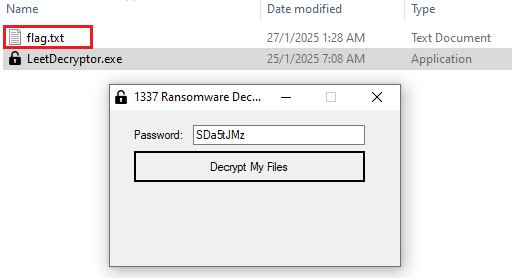 Name Date modified Type
flag.txt 27/1/2025 1:28 AM Text Document
LeetDecryptor.exe 25/1/2025 7:08 AM Application
1337 Ransomware Dec...
Password: SDa5tJMz
Decrypt My Files